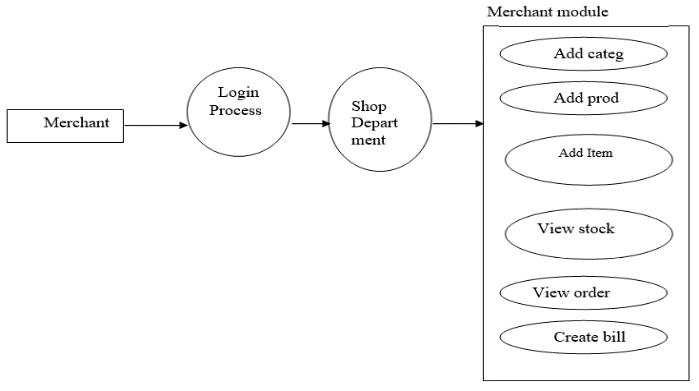 Merchant module
Merchant
Login
Process
Shop
Depart
ment
Add categ
Add prod
Add Item
View stock
View order
Create bill